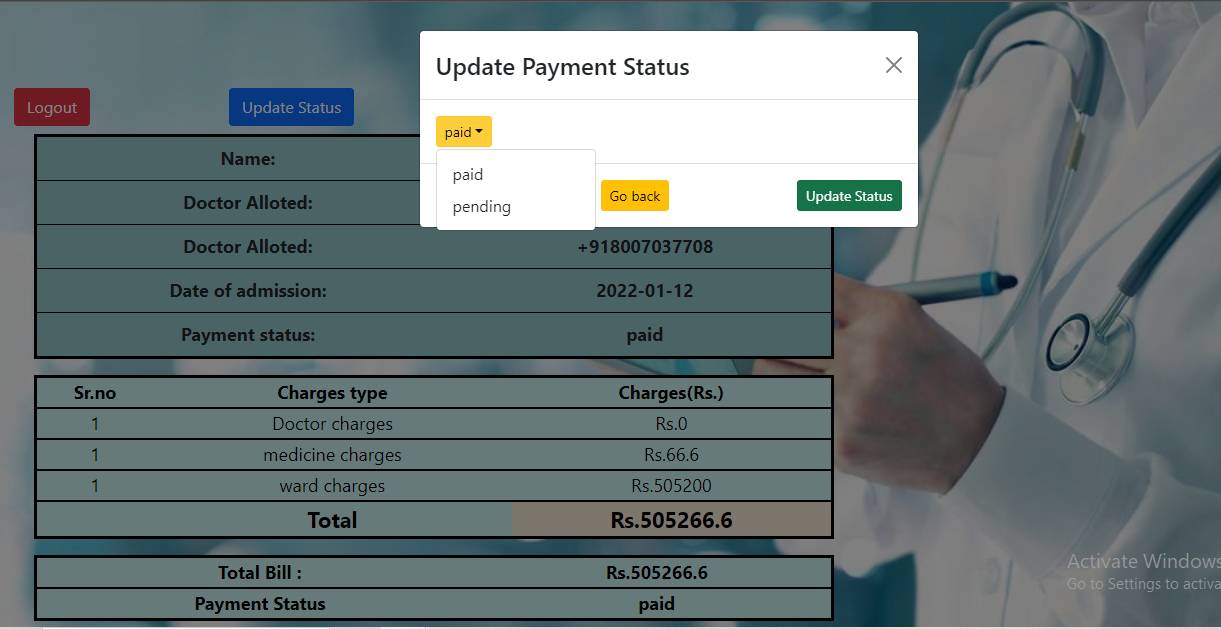 Update Payment Status
Logout
Update Status
paid
paid
pending
Go back
Update Status
Name:
Doctor Alloted:
Doctor Alloted: +918007037708
Date of admission: 2022-01-12
Payment status: paid
Sr.no Charges type Charges(Rs.)
1 Doctor charges Rs.0
1 medicine charges Rs.66.6
1 ward charges Rs.505200
Total Rs.505266.6
Total Bill : Rs.505266.6
Payment Status paid
Activate Windows
Go to Settings to activa